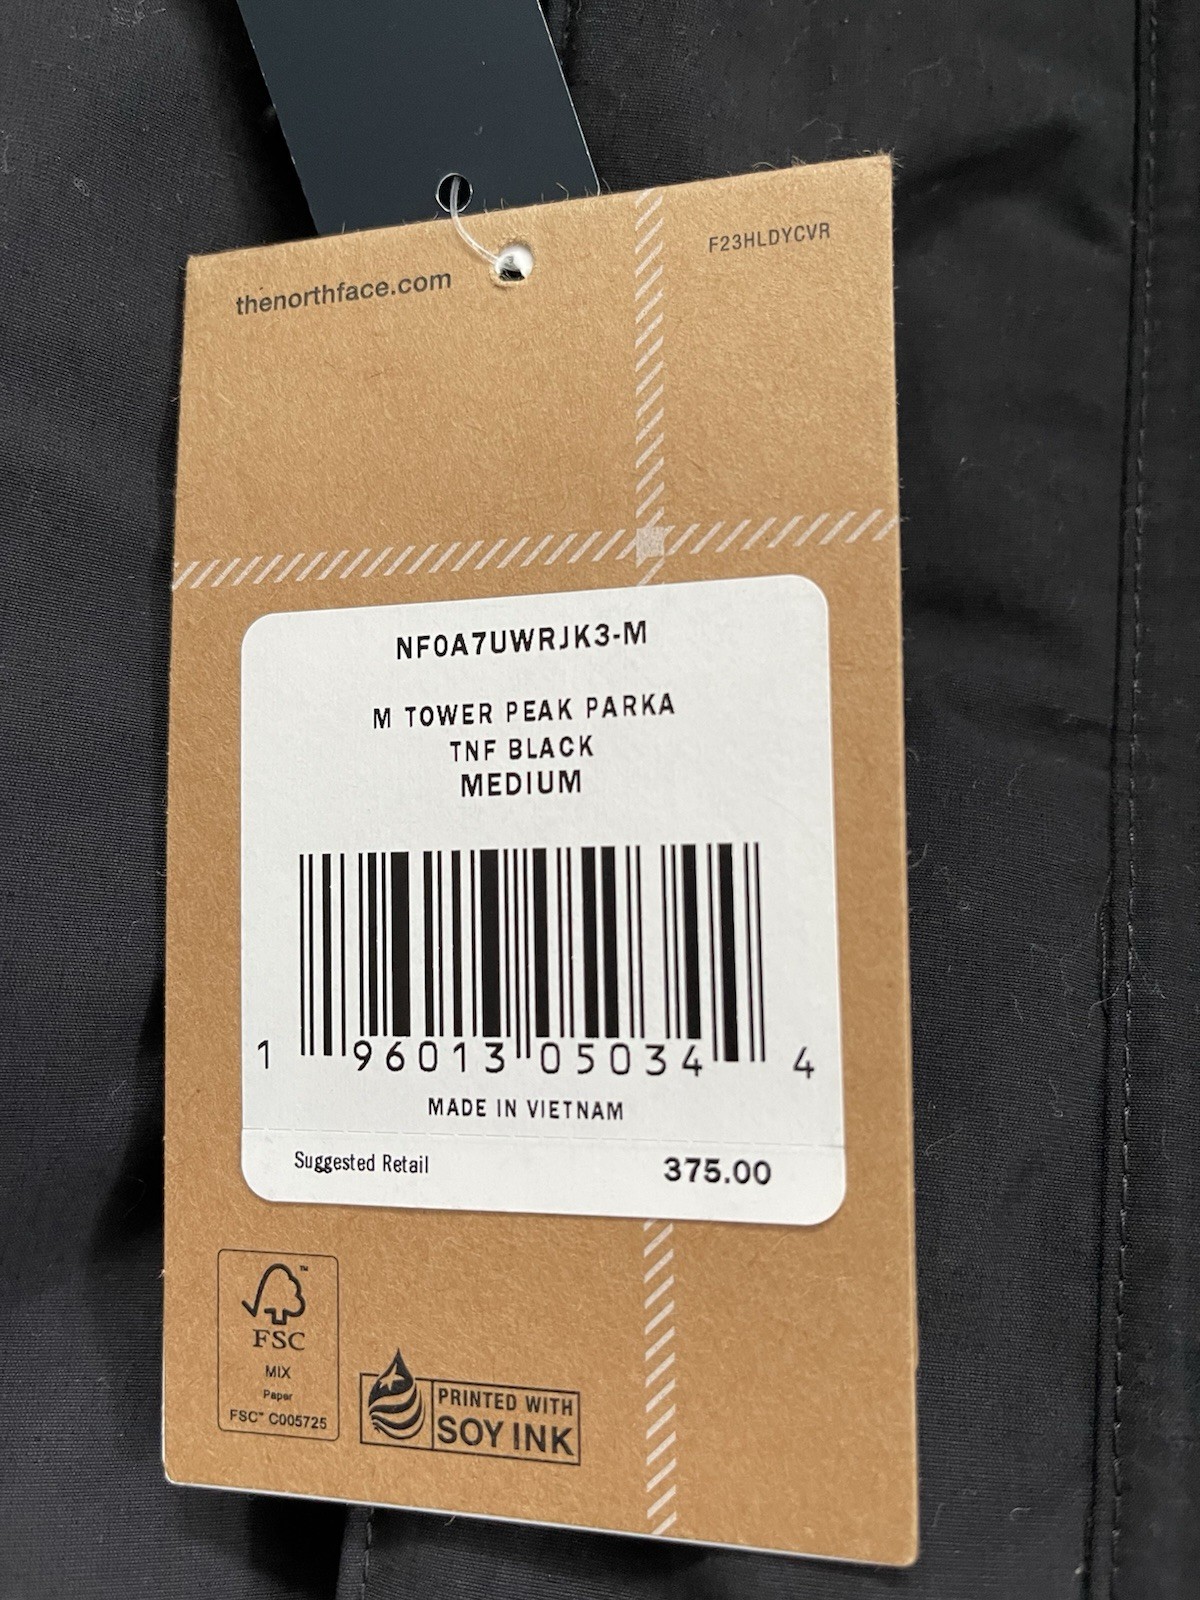 thenorthface.com
F23HLDYCVR
NF0A7UWRJK3-M
M TOWER PEAK PARKA
TNF BLACK
MEDIUM
1 96013 05034 4
MADE IN VIETNAM
Suggested Retail 375.00
FSC
MIX
Paper
FSC™ C005725
PRINTED WITH
SOY INK